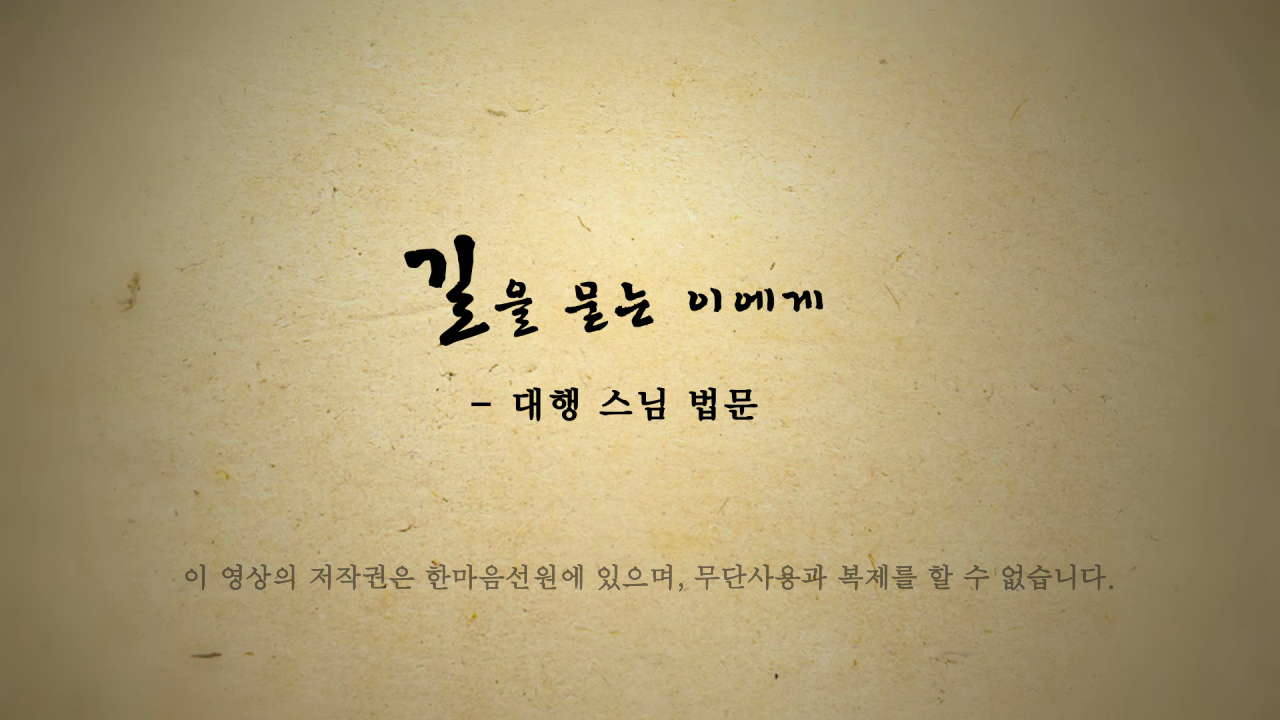 길을 묻는 이에게
- 대행 스님 법문
이 영상의 저작권은 한마음선원에 있으며, 무단사용과 복제를 할 수 없습니다.